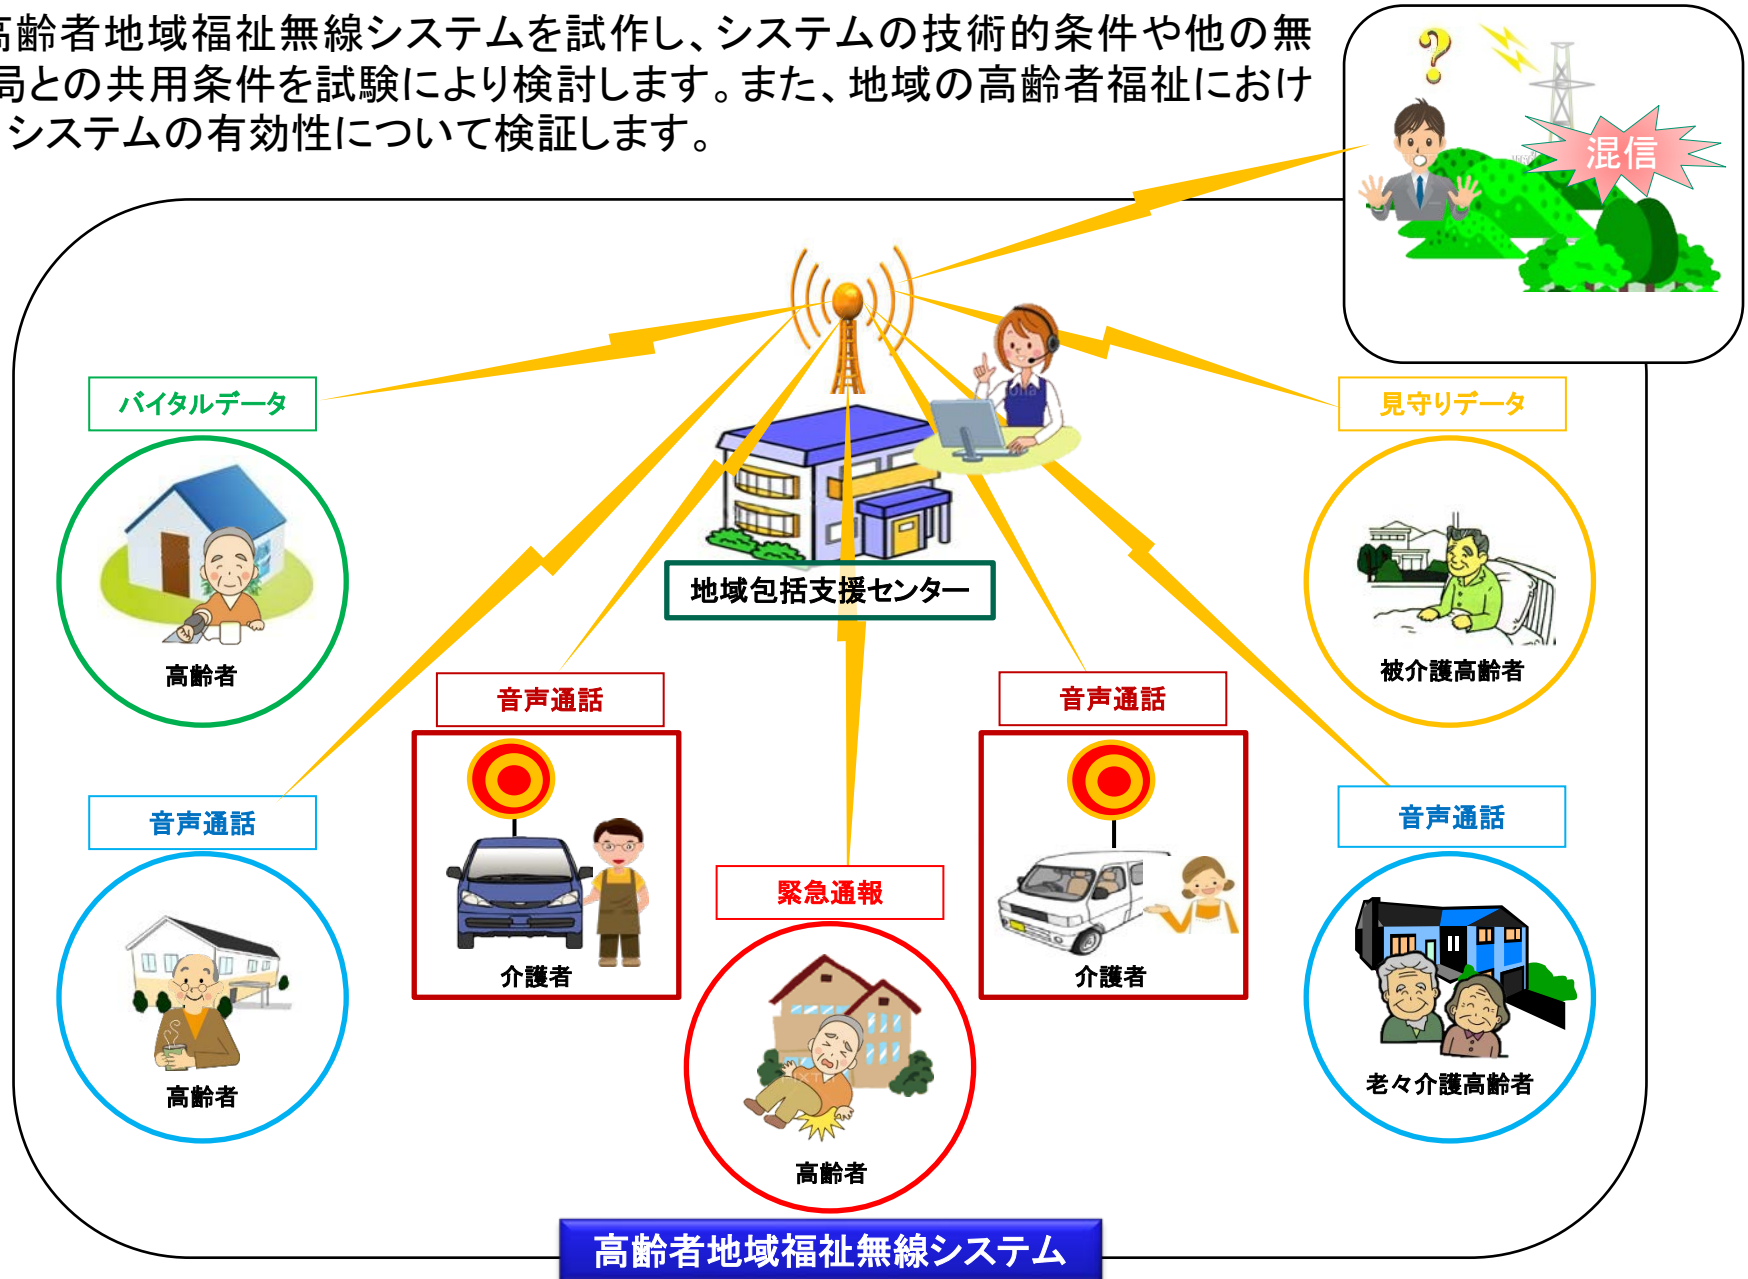 高齢者地域福祉無線システムを試作し、システムの技術的条件や他の無
局との共用条件を試験により検討します。また、地域の高齢者福祉におけ
システムの有効性について検証します。
混信
バイタルデータ
高齢者
見守りデータ
被介護高齢者
地域包括支援センター
音声通話
介護者
音声通話
介護者
音声通話
高齢者
緊急通報
高齢者
音声通話
老々介護高齢者
高齢者地域福祉無線システム